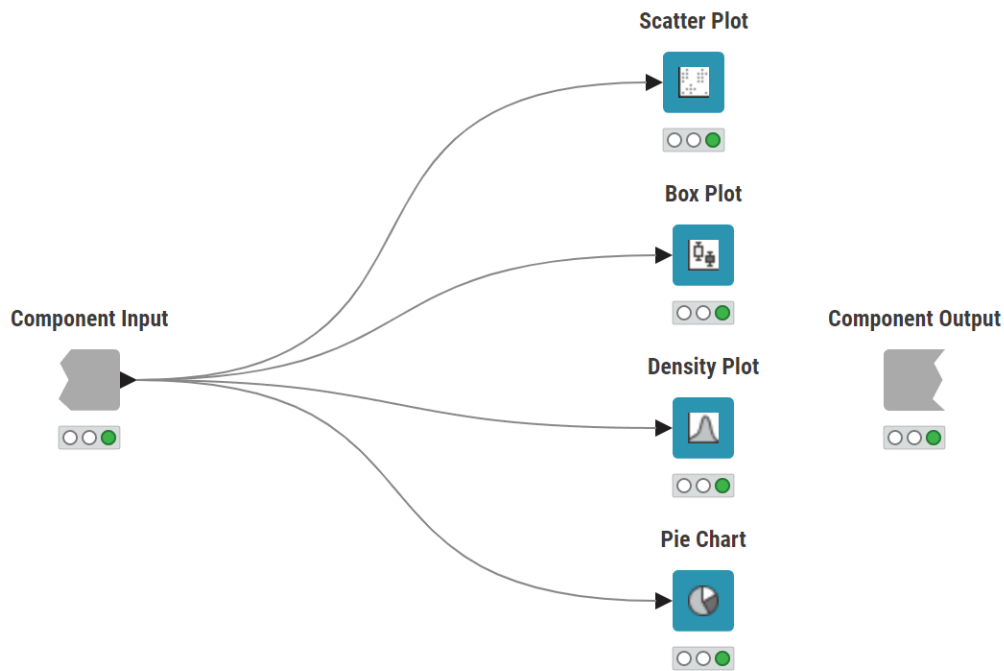 Scatter Plot
Box Plot
Component Input
Component Output
Density Plot
Pie Chart